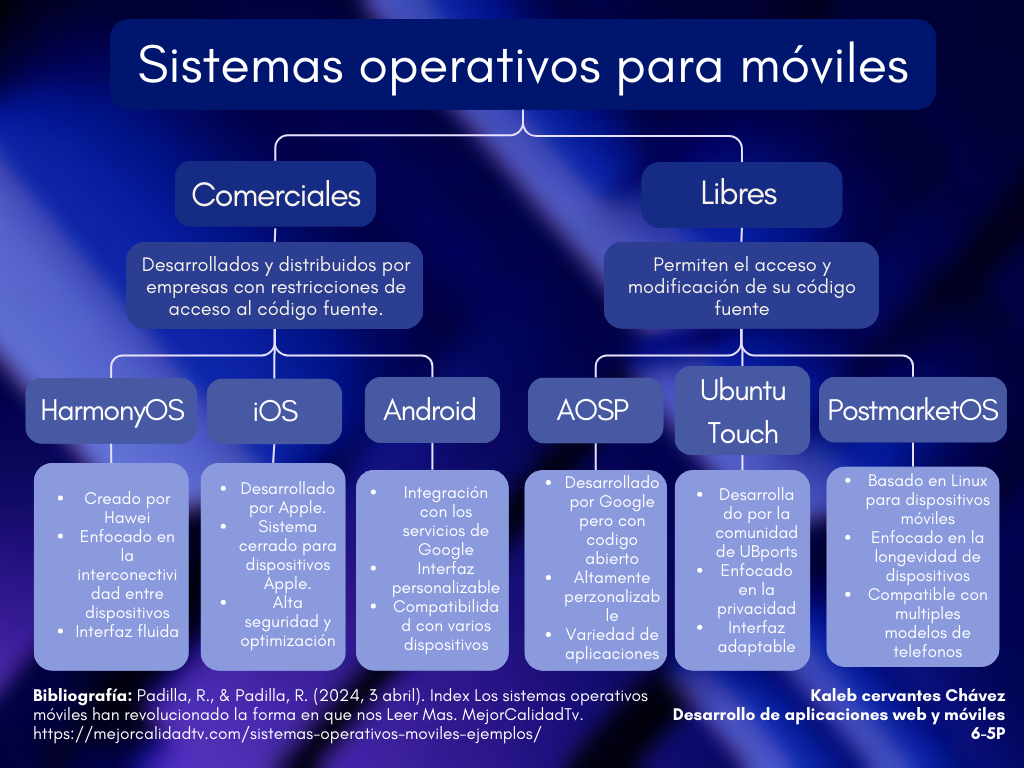 Sistemas operativos para móviles
Comerciales
Libres
Desarrollados y distribuidos por
empresas con restricciones de
acceso al código fuente.
Permiten el acceso y
modificación de su código
fuente
HarmonyOS
iOS
Android
AOSP
Ubuntu
Touch
PostmarketOS
• Creado por
Hawei
• Enfocado en
la
interconectivi
dad entre
dispositivos
• Interfaz fluida
• Desarrollado
por Apple.
• Sistema
cerrado para
dispositivos
Apple.
• Alta
seguridad y
optimización
• Integración
con los
servicios de
Google
• Interfaz
personalizable
• Compatibilida
d con varios
dispositivos
• Desarrollado
por Google
pero con
codigo
abierto
• Altamente
perzonalizab
le
• Variedad de
aplicaciones
• Desarrolla
do por la
comunidad
de UBports
• Enfocado
en la
privacidad
• Interfaz
adaptable
• Basado en Linux
para dispositivos
móviles
• Enfocado en la
longevidad de
dispositivos
• Compatible con
multiples
modelos de
telefonos
Bibliografía: Padilla, R., & Padilla, R. (2024, 3 abril). Index Los sistemas operativos
móviles han revolucionado la forma en que nos Leer Mas. MejorCalidadTv.
https://mejorcalidadtv.com/sistemas-operativos-moviles-ejemplos/
Kaleb cervantes Chávez
Desarrollo de aplicaciones web y móviles
6-5P